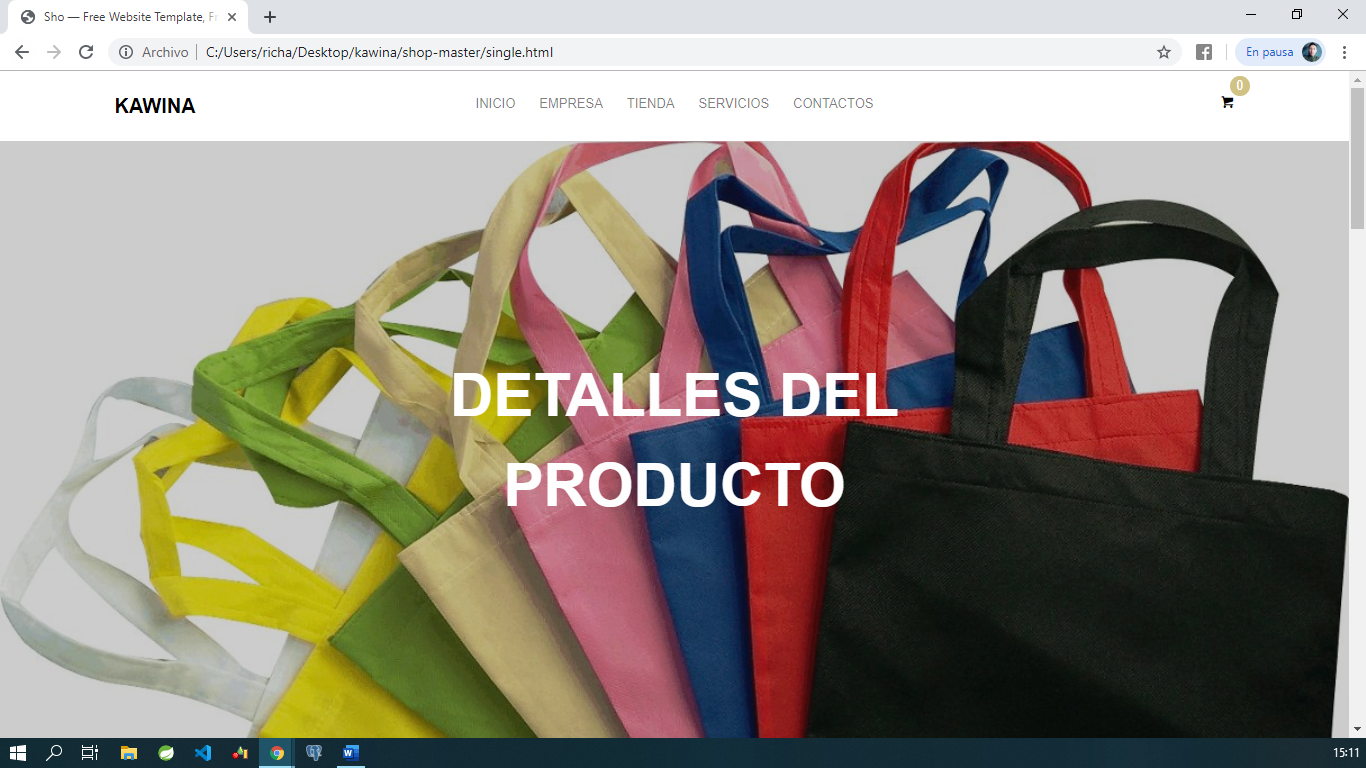 Sho — Free Website Template, Fr
Archivo
C:/Users/richa/Desktop/kawina/shop-master/single.html
En pausa
KAWINA
INICIO EMPRESA TIENDA SERVICIOS CONTACTOS
0
DETALLES DEL
PRODUCTO
15:11